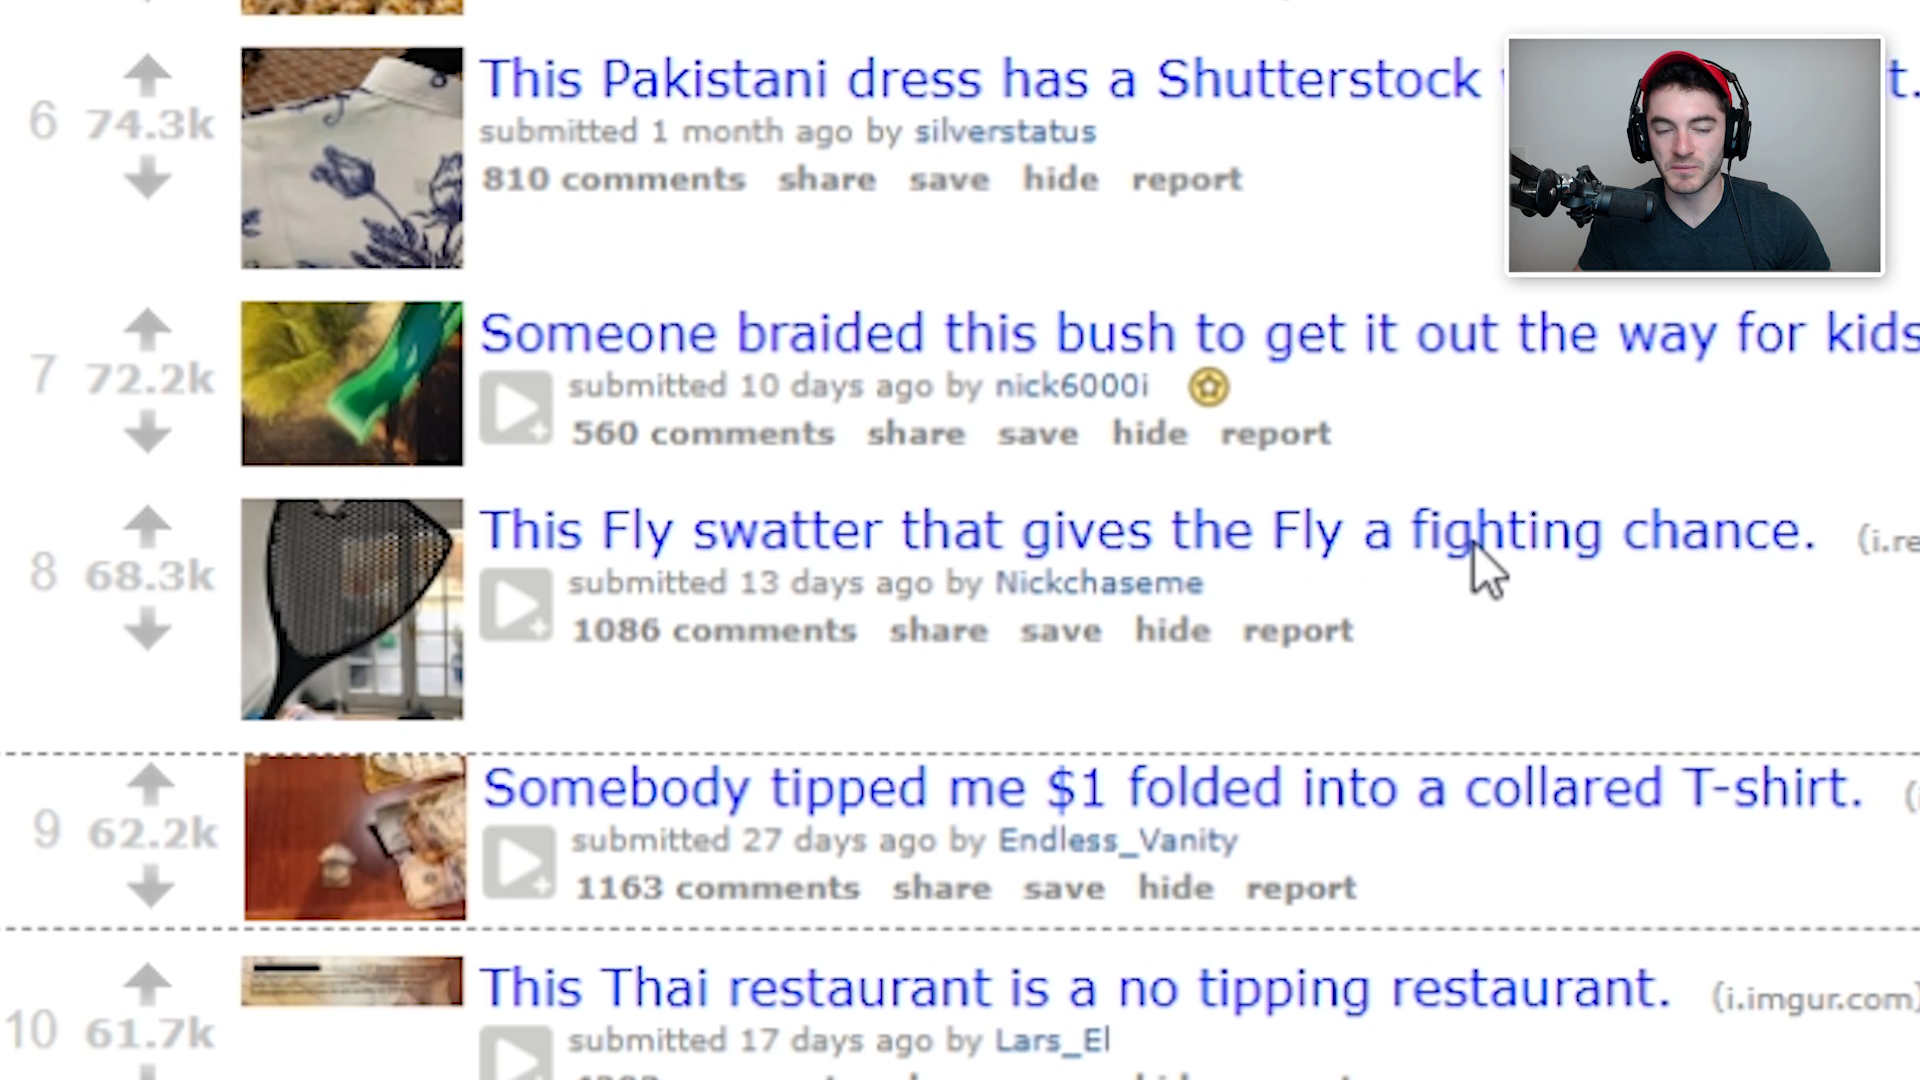 This Pakistani dress has a Shutterstock
t.
6 74.3k
submitted 1 month ago by silverstatus
810 comments share save hide report
Someone braided this bush to get it out the way for kids
7 72.2k
submitted 10 days ago by nick6000i
560 comments share save hide report
This Fly swatter that gives the Fly a fighting chance. (i.re
8 68.3k
submitted 13 days ago by Nickchaseme
1086 comments share save hide report
Somebody tipped me $1 folded into a collared T-shirt. (i
9 62.2k
submitted 27 days ago by Endless_Vanity
1163 comments share save hide report
This Thai restaurant is a no tipping restaurant. (i.imgur.com)
10 61.7k
submitted 17 days ago by Lars_El